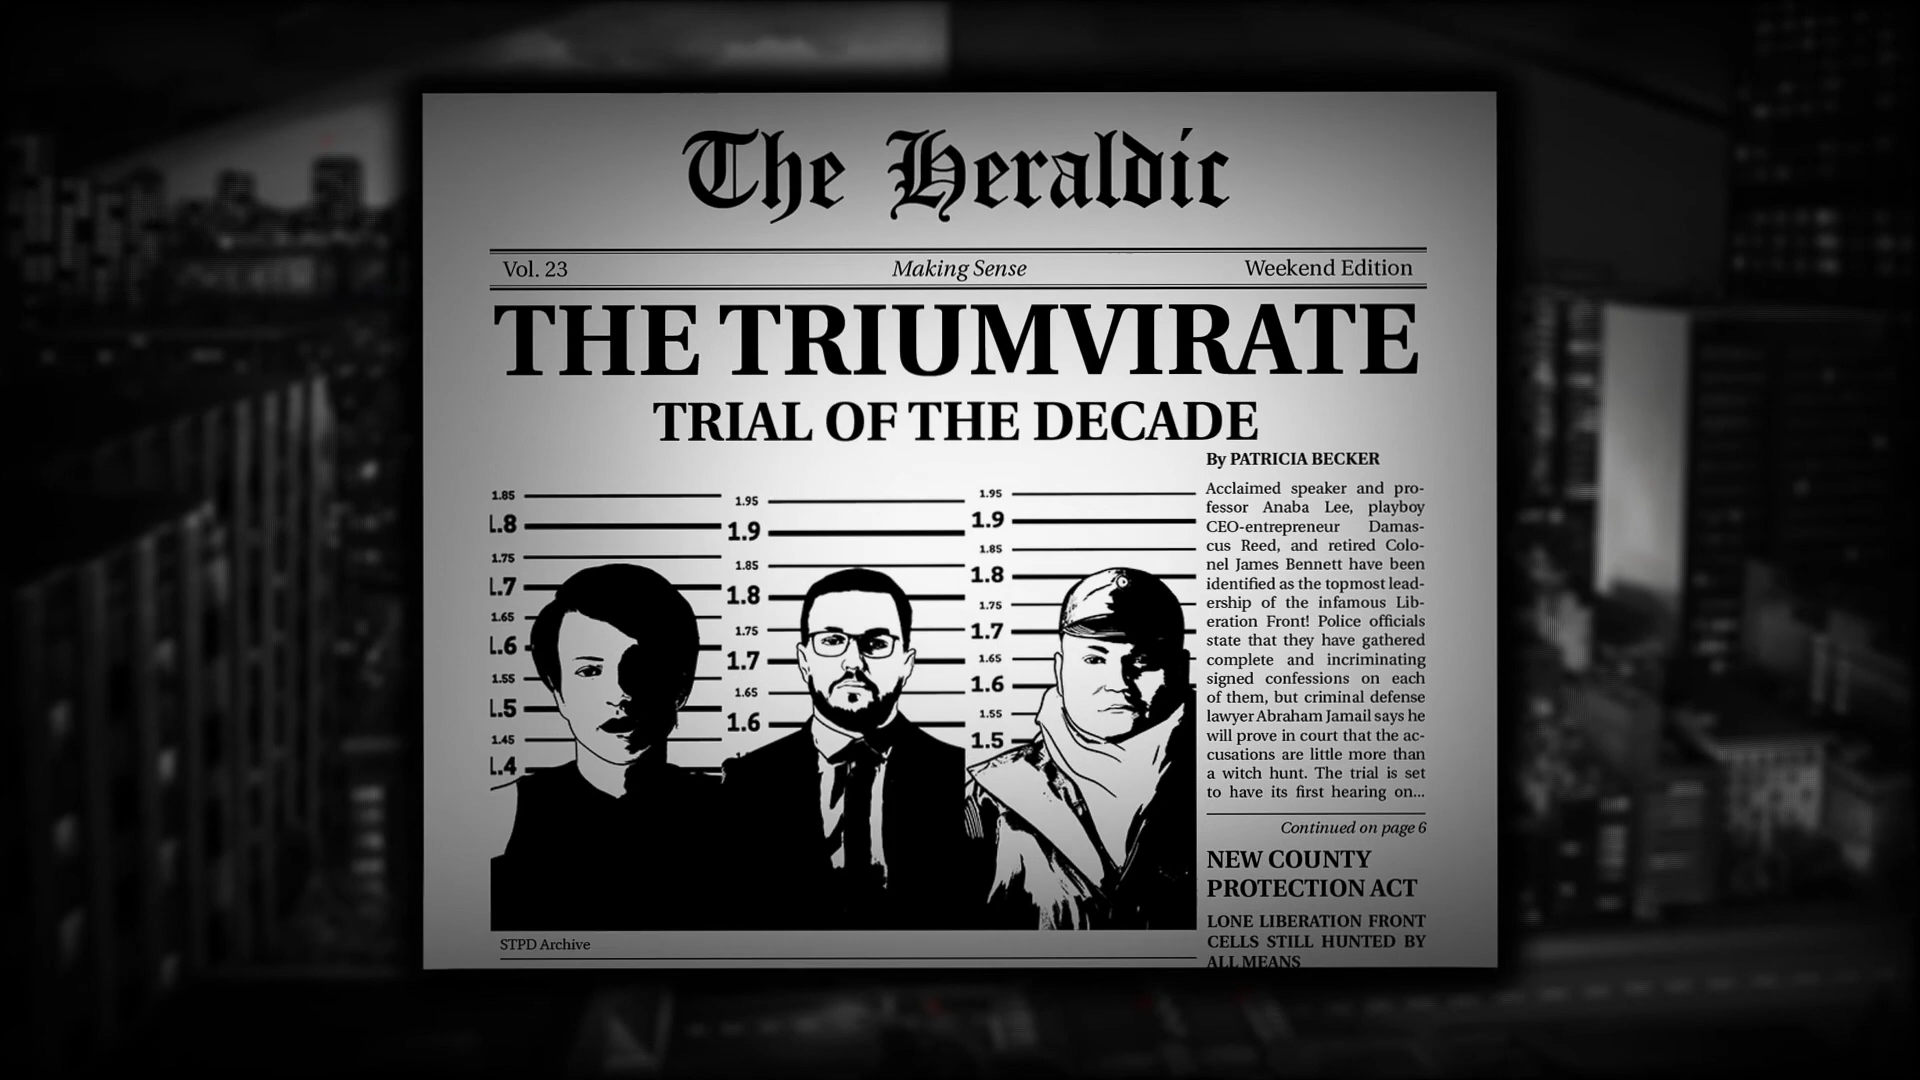 The Heraldic
Vol. 23
Making Sense
Weekend Edition
THE TRIUMVIRATE
TRIAL OF THE DECADE
1.85
1.8
1.75
1.7
1.65
1.6
1.55
1.5
1.45
1.4
1.95
1.9
1.85
1.8
1.75
1.7
1.65
1.6
1.95
1.9
1.85
1.8
1.75
1.7
1.65
1.6
1.55
1.5
STPD Archive
By PATRICIA BECKER
Acclaimed speaker and pro-
fessor Anaba Lee, playboy
CEO-entrepreneur Damas-
cus Reed, and retired Colo-
nel James Bennett have been
identified as the topmost lead-
ership of the infamous Lib-
eration Front! Police officials
state that they have gathered
complete and incriminating
signed confessions on each
of them, but criminal defense
lawyer Abraham Jamail says he
will prove in court that the ac-
cusations are little more than
a witch hunt. The trial is set
to have its first hearing on...
Continued on page 6
NEW COUNTY
PROTECTION ACT
LONE LIBERATION FRONT
CELLS STILL HUNTED BY
ALL MEANS